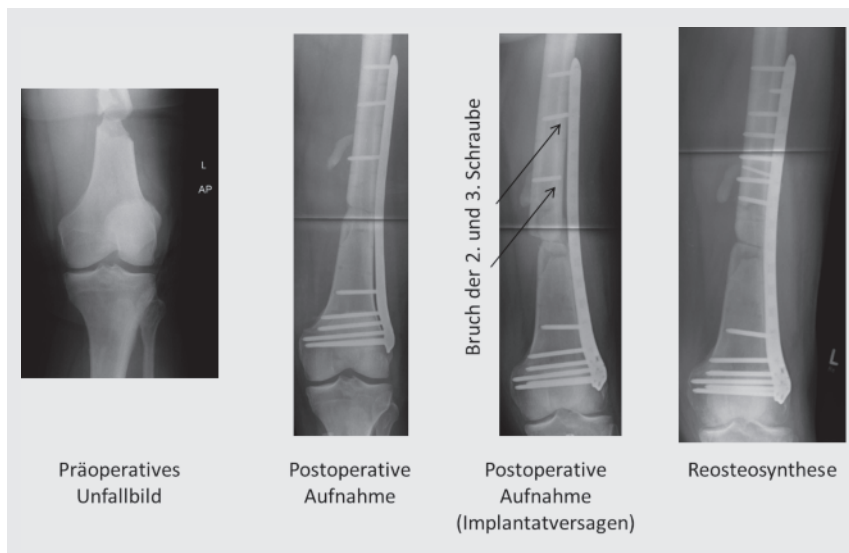 L
AP
Bruch der 2. und 3. Schraube
L
Präoperatives
Unfallbild
Postoperative
Aufnahme
Postoperative
Aufnahme
(Implantatversagen)
Reosteosynthese